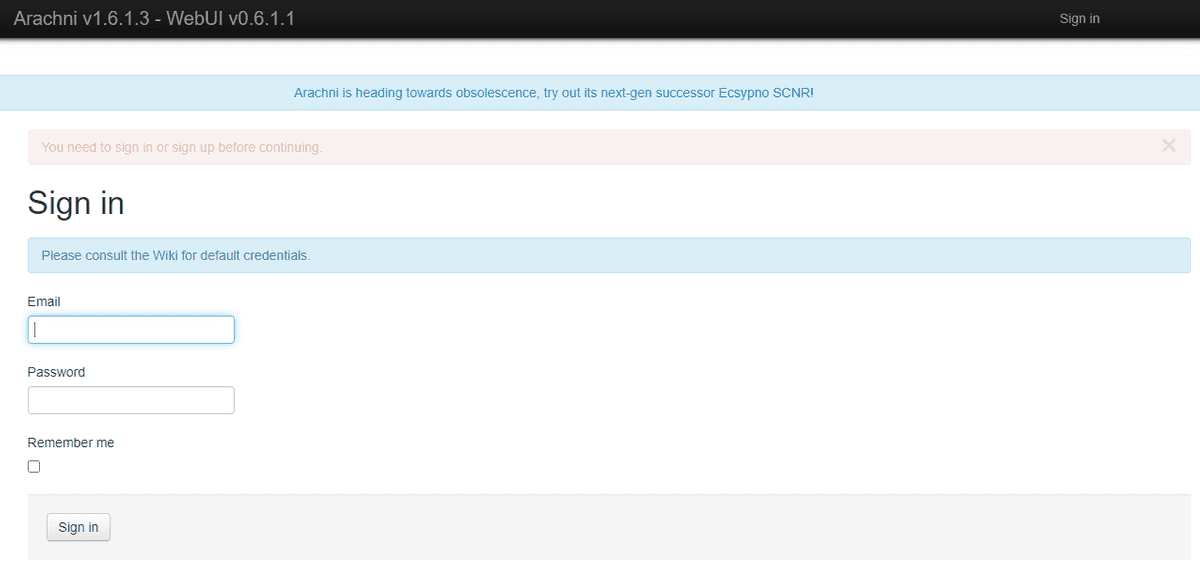 Arachni v1.6.1.3 - WebUI v0.6.1.1 Sign in
Arachni is heading towards obsolescence, try out its next-gen successor Ecsypno SCNR!
You need to sign in or sign up before continuing.
Sign in
Please consult the Wiki for default credentials.
Email
Password
Remember me
Sign in